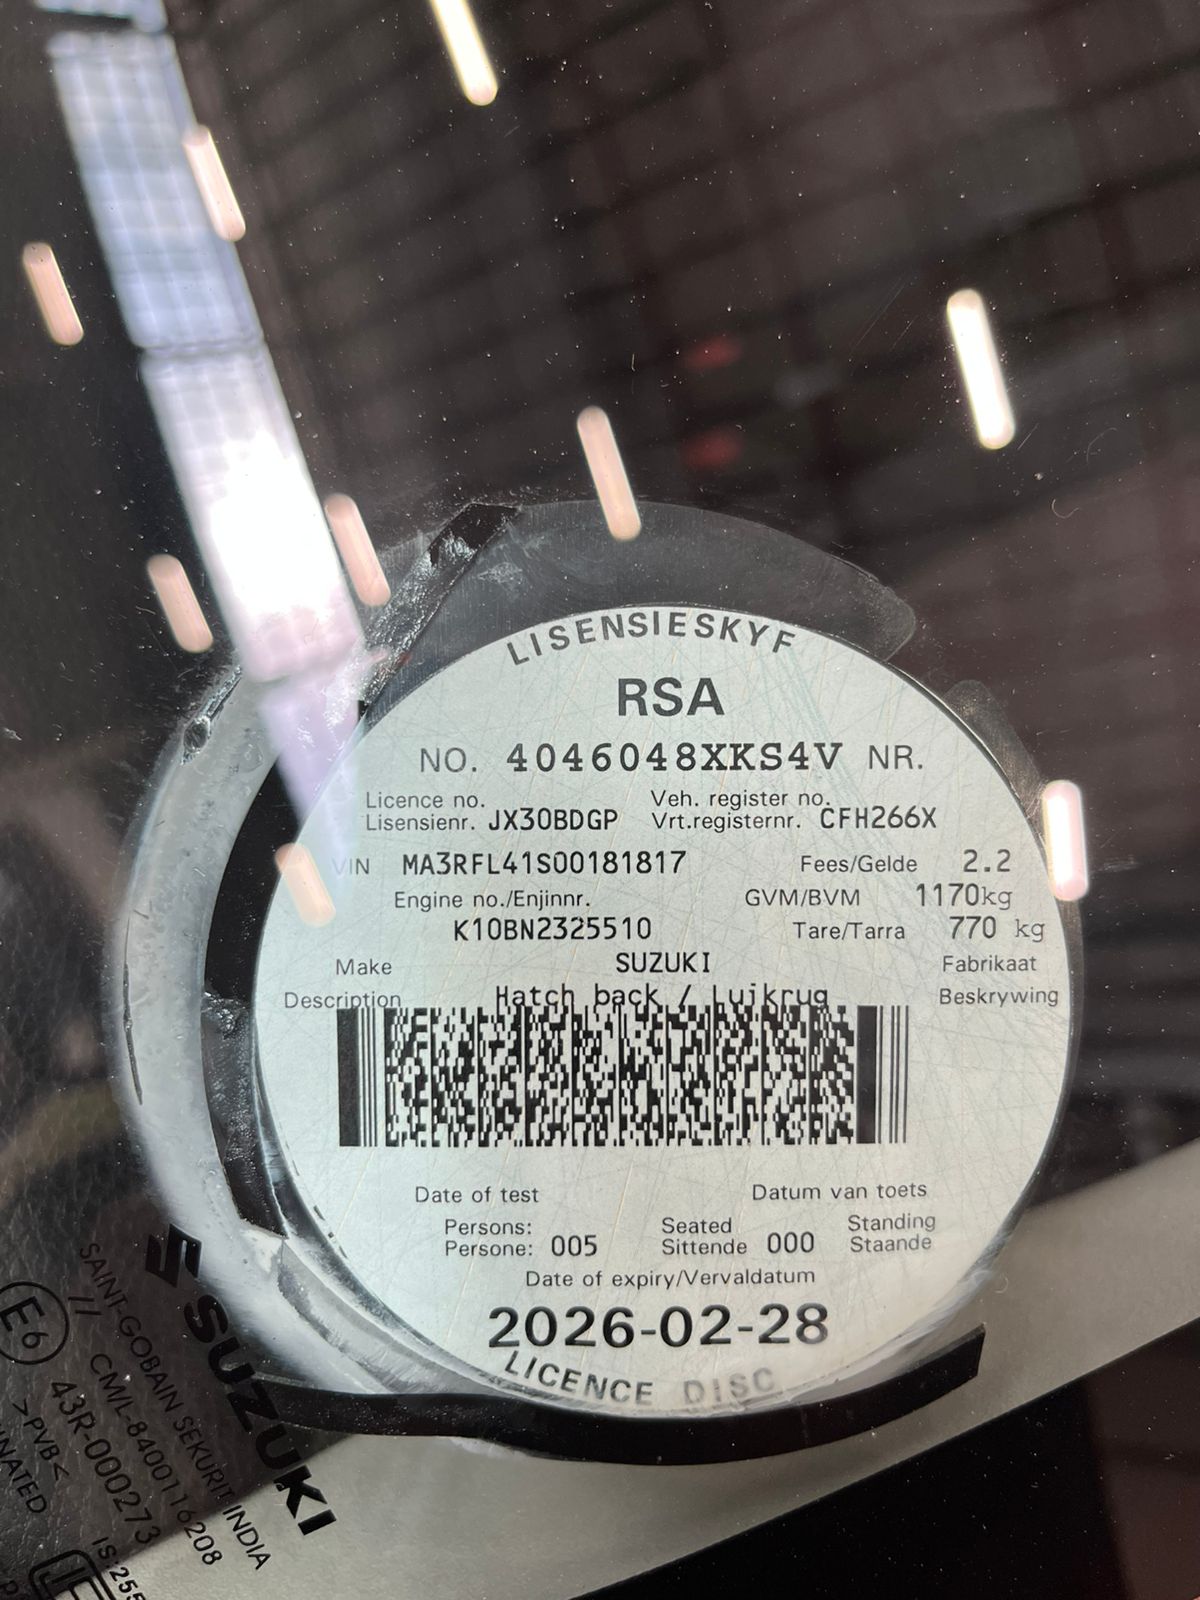 LISENSIESKYF
RSA
NO. 4046048XKS4V NR.
Licence no. Veh. register no.
Lisensienr. JX30BDGP Vrt.registernr. CFH266X
VIN MA3RFL41S00181817 Fees/Gelde 2.2
Engine no./Enjinnr. GVM/BVM 1170kg
K10BN2325510 Tare/Tarra 770 kg
Make SUZUKI Fabrikaat
Description Hatch back / Luikrug Beskrywing
Date of test Datum van toets
Persons: Seated Standing
Persone: 005 Sittende 000 Staande
Date of expiry/Vervaldatum
2026-02-28
LICENCE DISC
SUZUKI
SAINT-GOBAIN SEKURIT INDIA
// CM/L-8400116208
E6 43R-000273
>PVB<